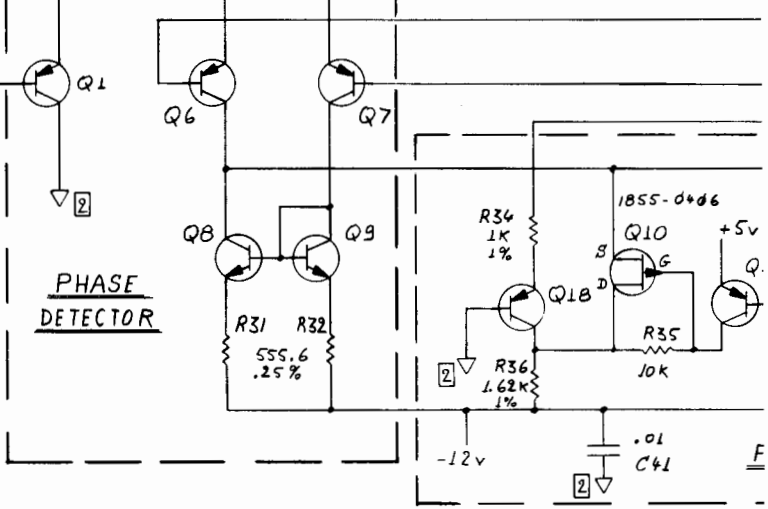 Q1
Q6
Q7
2
1855-0406
R34
1K
1%
Q10
+5v
S
G
D
Q8
Q9
Q18
Q
PHASE
DETECTOR
R31
R32
555.6
.25%
R35
10K
2
R36
1.62K
1%
-12v
.01
C41
2
F